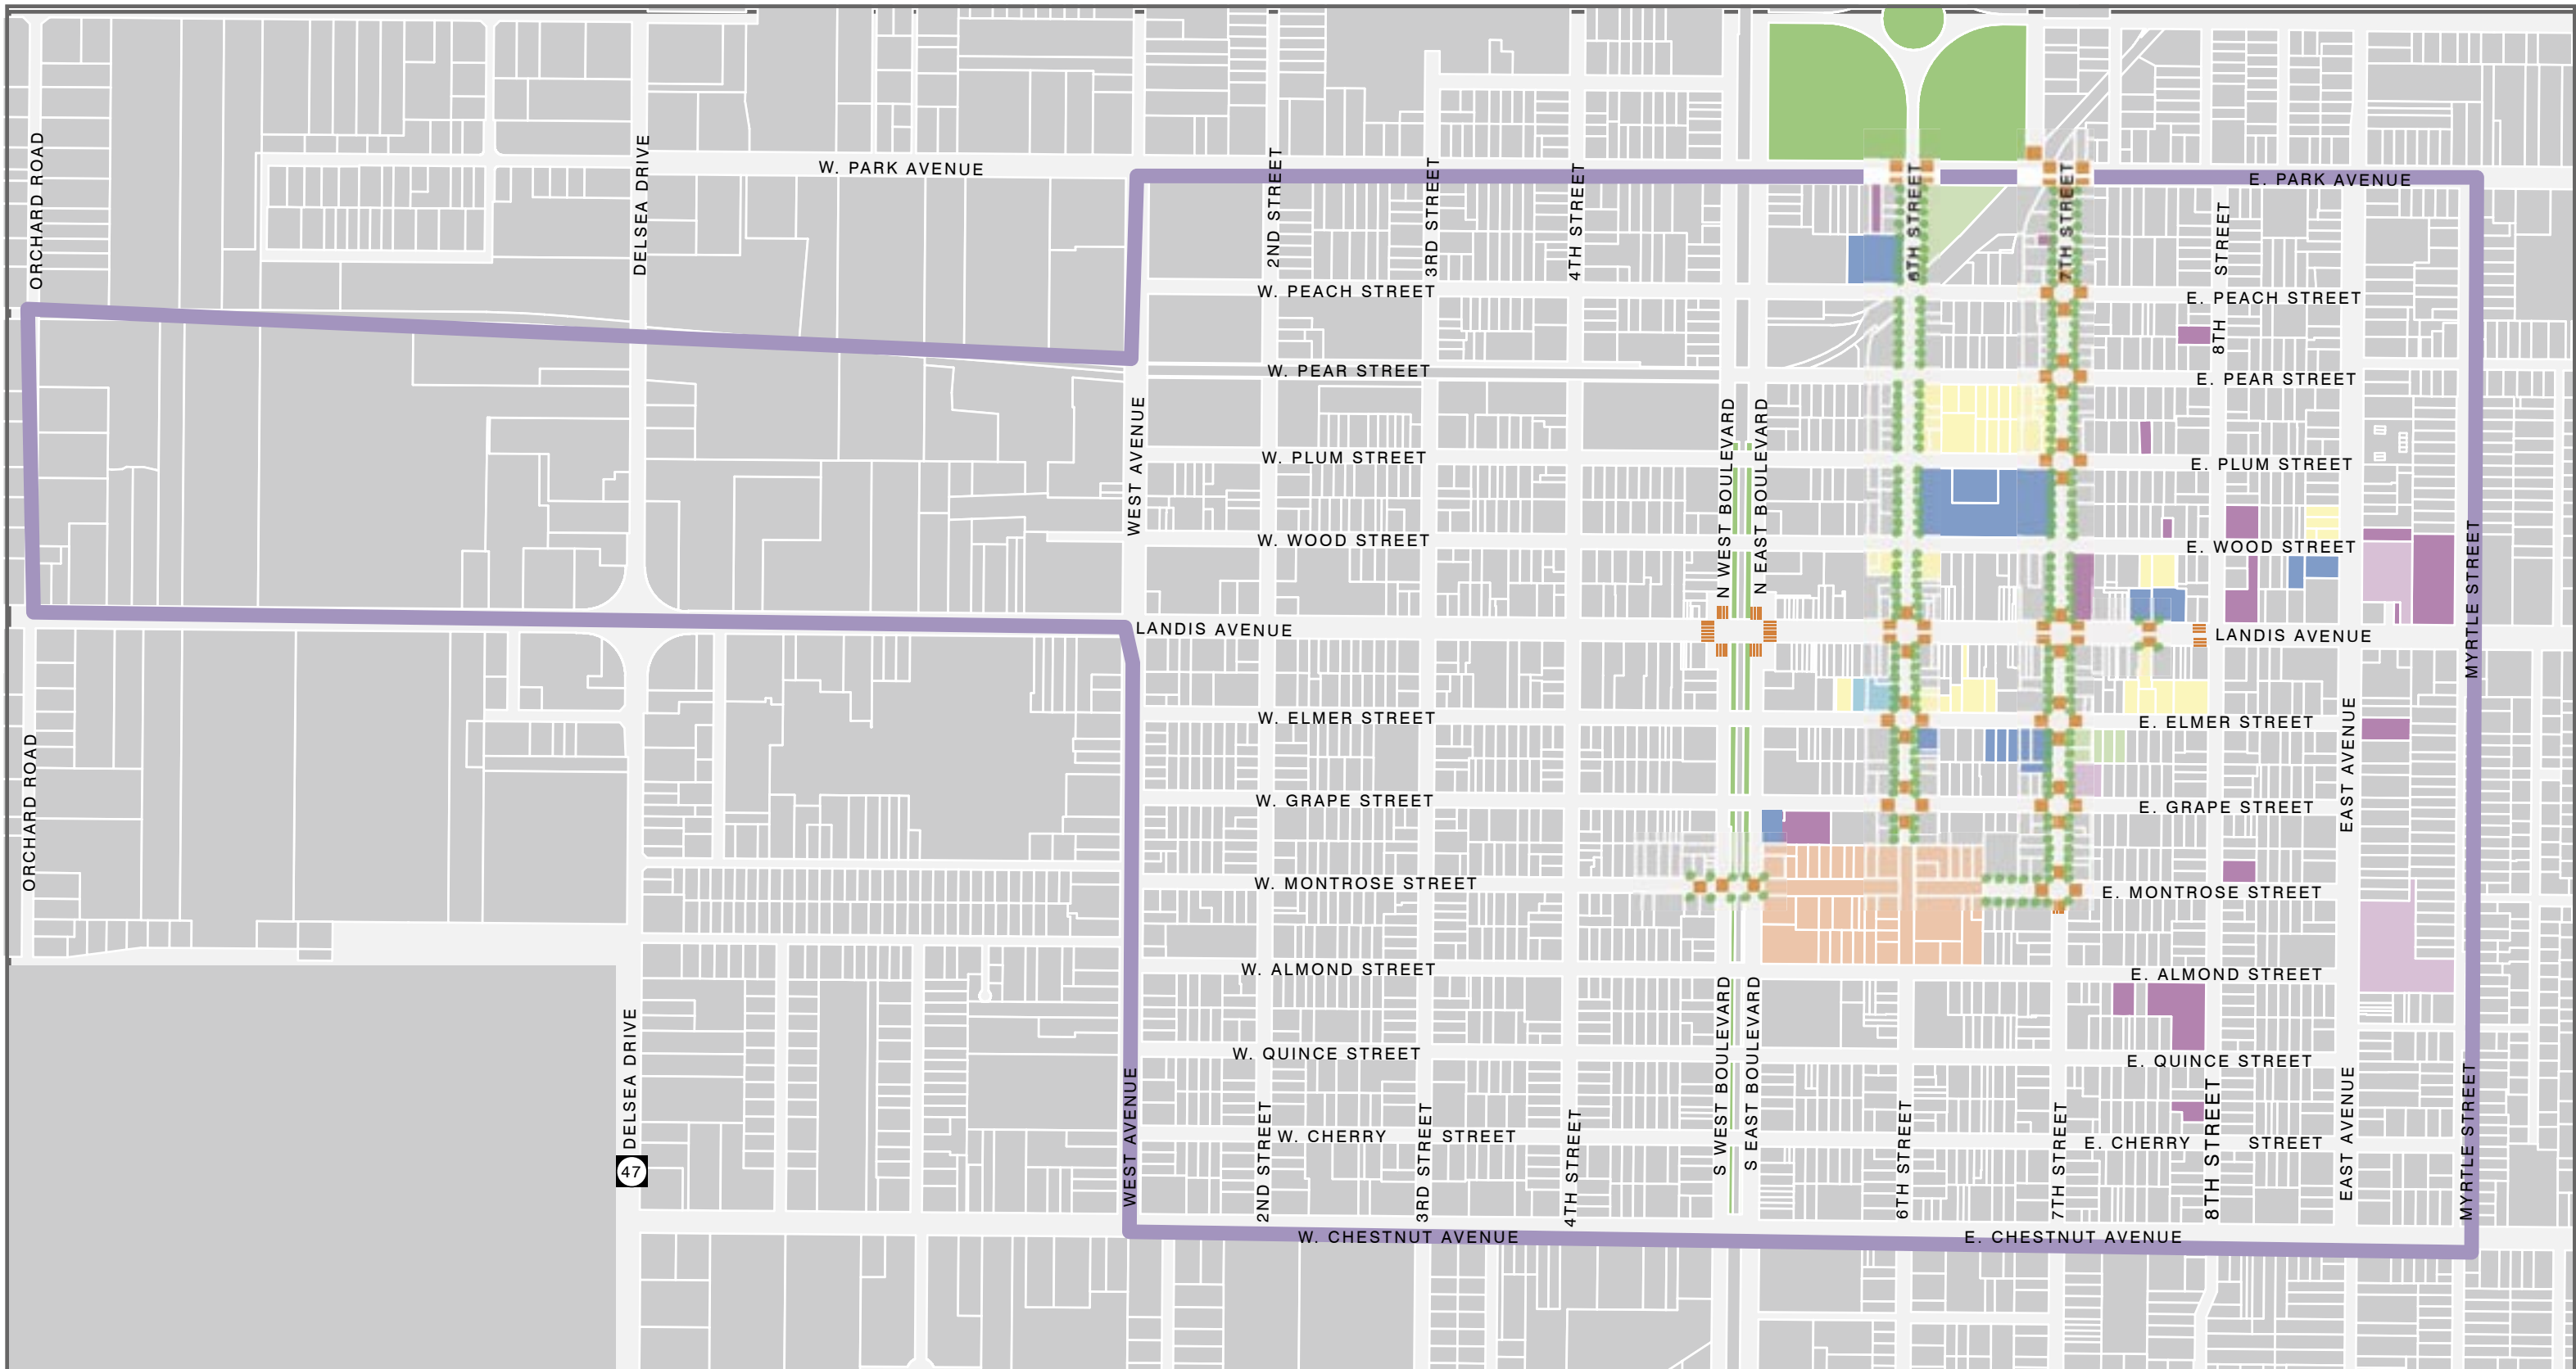 ORCHARD ROAD
DELSEA DRIVE
W. PARK AVENUE
2ND STREET
3RD STREET
4TH STREET
6TH STREET
7TH STREET
E. PARK AVENUE
8TH STREET
W. PEACH STREET
E. PEACH STREET
W. PEAR STREET
E. PEAR STREET
WEST AVENUE
N WEST BOULEVARD
N EAST BOULEVARD
W. PLUM STREET
E. PLUM STREET
W. WOOD STREET
E. WOOD STREET
MYRTLE STREET
LANDIS AVENUE
LANDIS AVENUE
ORCHARD ROAD
W. ELMER STREET
E. ELMER STREET
EAST AVENUE
W. GRAPE STREET
E. GRAPE STREET
W. MONTROSE STREET
E. MONTROSE STREET
W. ALMOND STREET
E. ALMOND STREET
DELSEA DRIVE
47
WEST AVENUE
S WEST BOULEVARD
S EAST BOULEVARD
W. QUINCE STREET
E. QUINCE STREET
2ND STREET
W. CHERRY STREET
3RD STREET
4TH STREET
6TH STREET
7TH STREET
E. CHERRY STREET
8TH STREET
EAST AVENUE
MYRTLE STREET
W. CHESTNUT AVENUE
E. CHESTNUT AVENUE